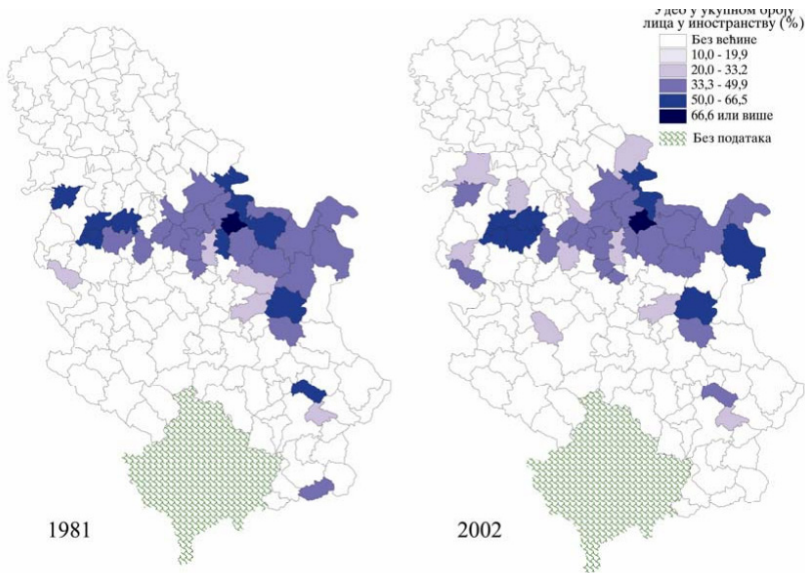 Удео у укупном броју
лица у иностранству (%)
Без већине
10,0 - 19,9
20,0 - 33,2
33,3 - 49,9
50,0 - 66,5
66,6 или више
Без података
1981
2002